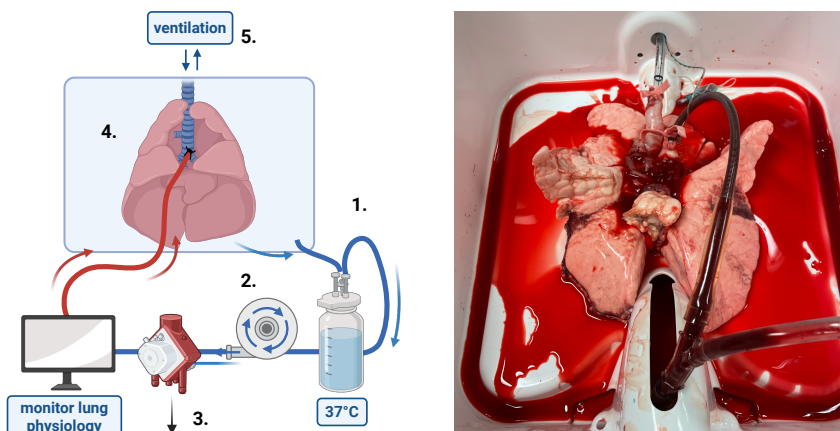 ventilation
5.
4.
1.
2.
3.
monitor lung
physiology
37°C